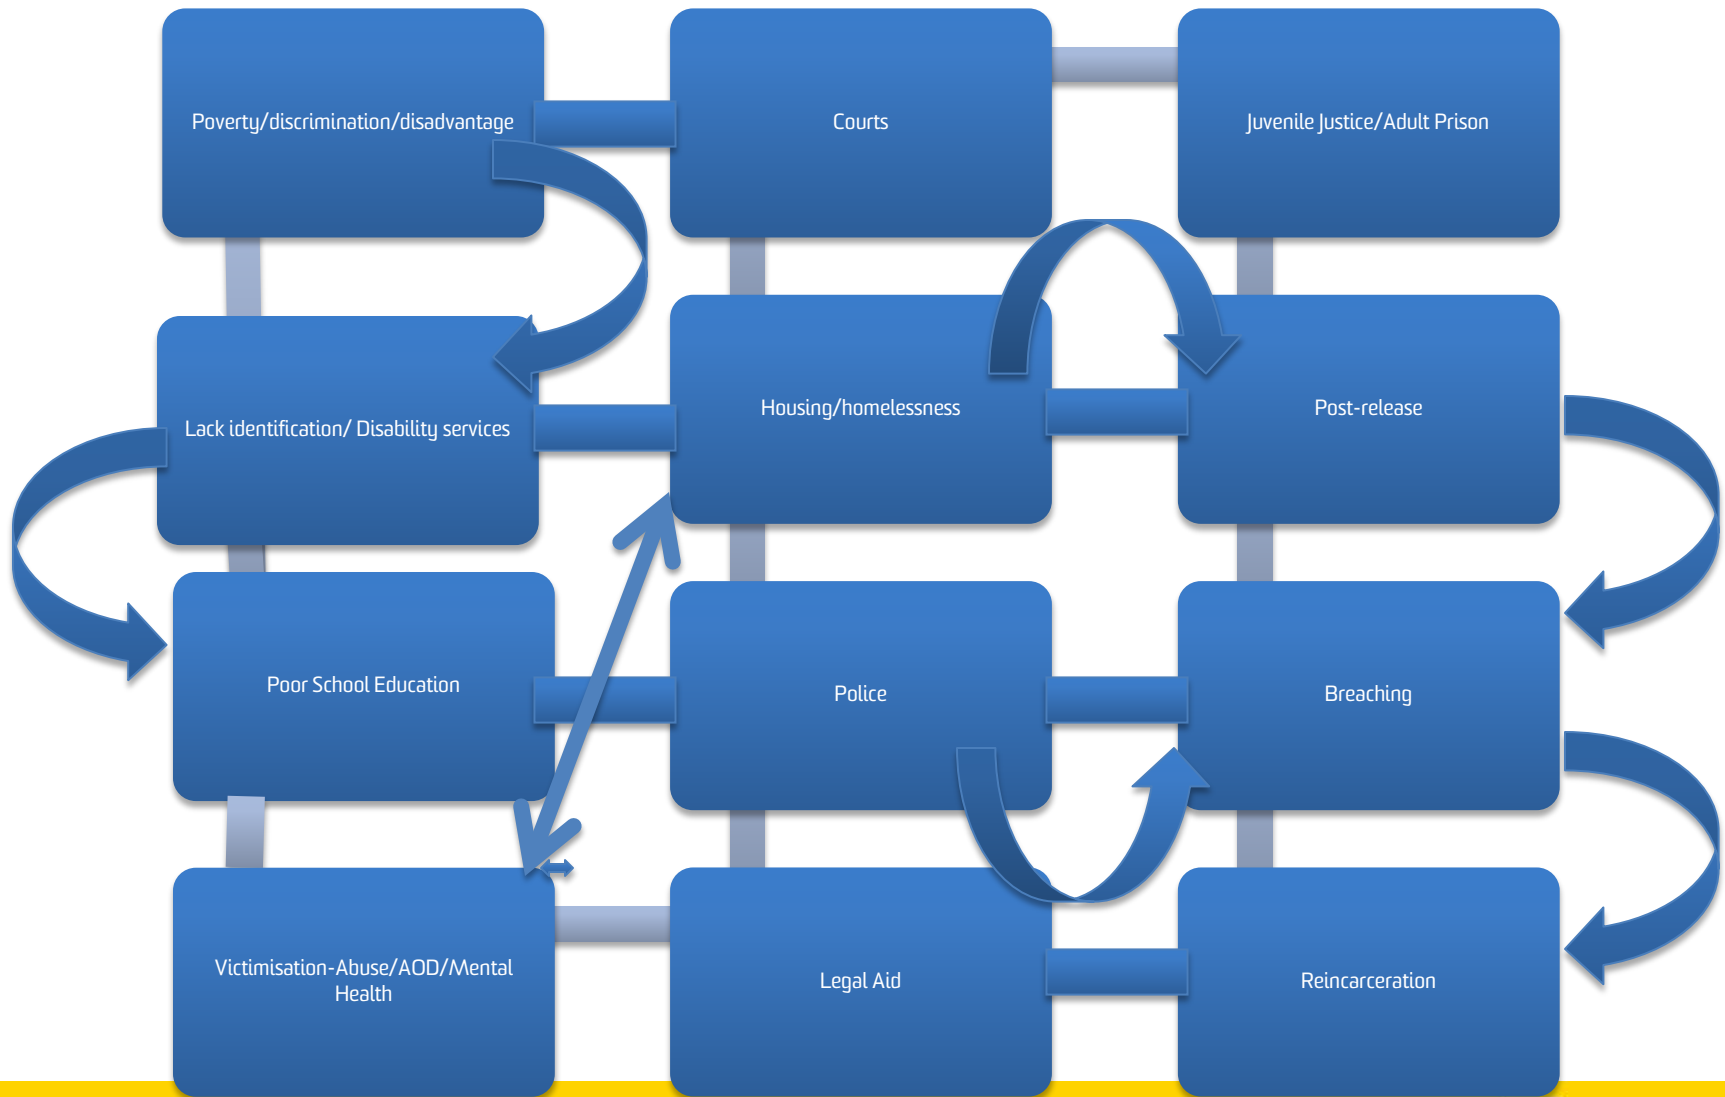 Poverty/discrimination/disadvantage
Courts
Juvenile Justice/Adult Prison
Lack identification/ Disability services
Housing/homelessness
Post-release
Poor School Education
Police
Breaching
Victimisation-Abuse/AOD/Mental
Health
Legal Aid
Reincarceration